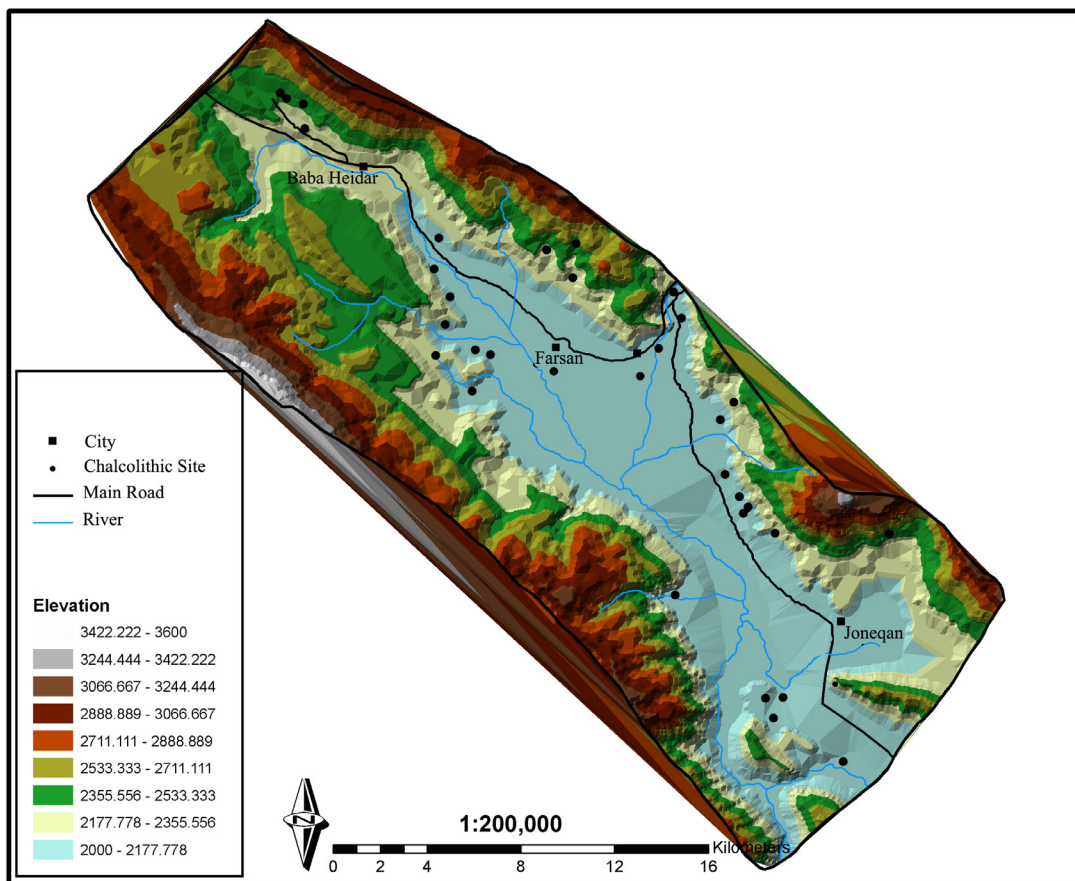 Baba Heidar
Farsan
Joneqan
City
Chalcolithic Site
Main Road
River
Elevation
3422.222 - 3600
3244.444 - 3422.222
3066.667 - 3244.444
2888.889 - 3066.667
2711.111 - 2888.889
2533.333 - 2711.111
2355.556 - 2533.333
2177.778 - 2355.556
2000 - 2177.778
N
1:200,000
Kilometers
0 2 4 8 12 16